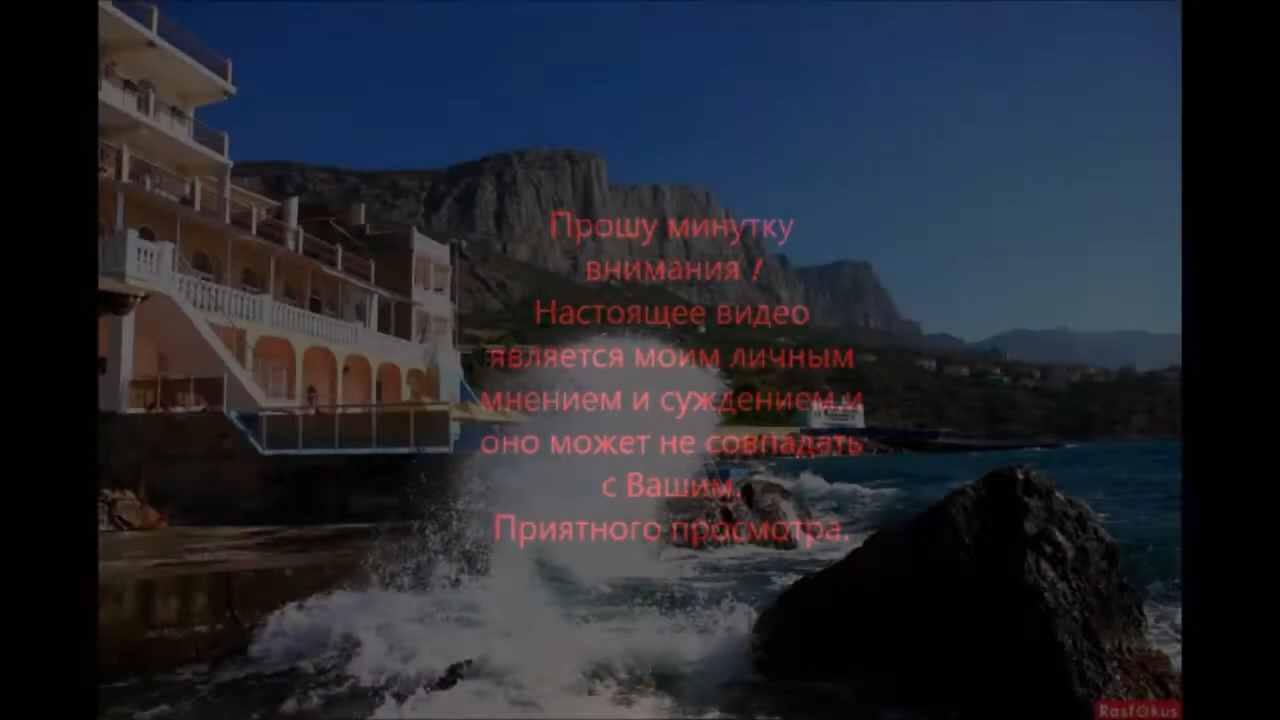 Прошу минутку
внимания !
Настоящее видео
является моим личным
мнением и суждением и
оно может не совпадать
с Вашим.
Приятного просмотра.
Rasfokus